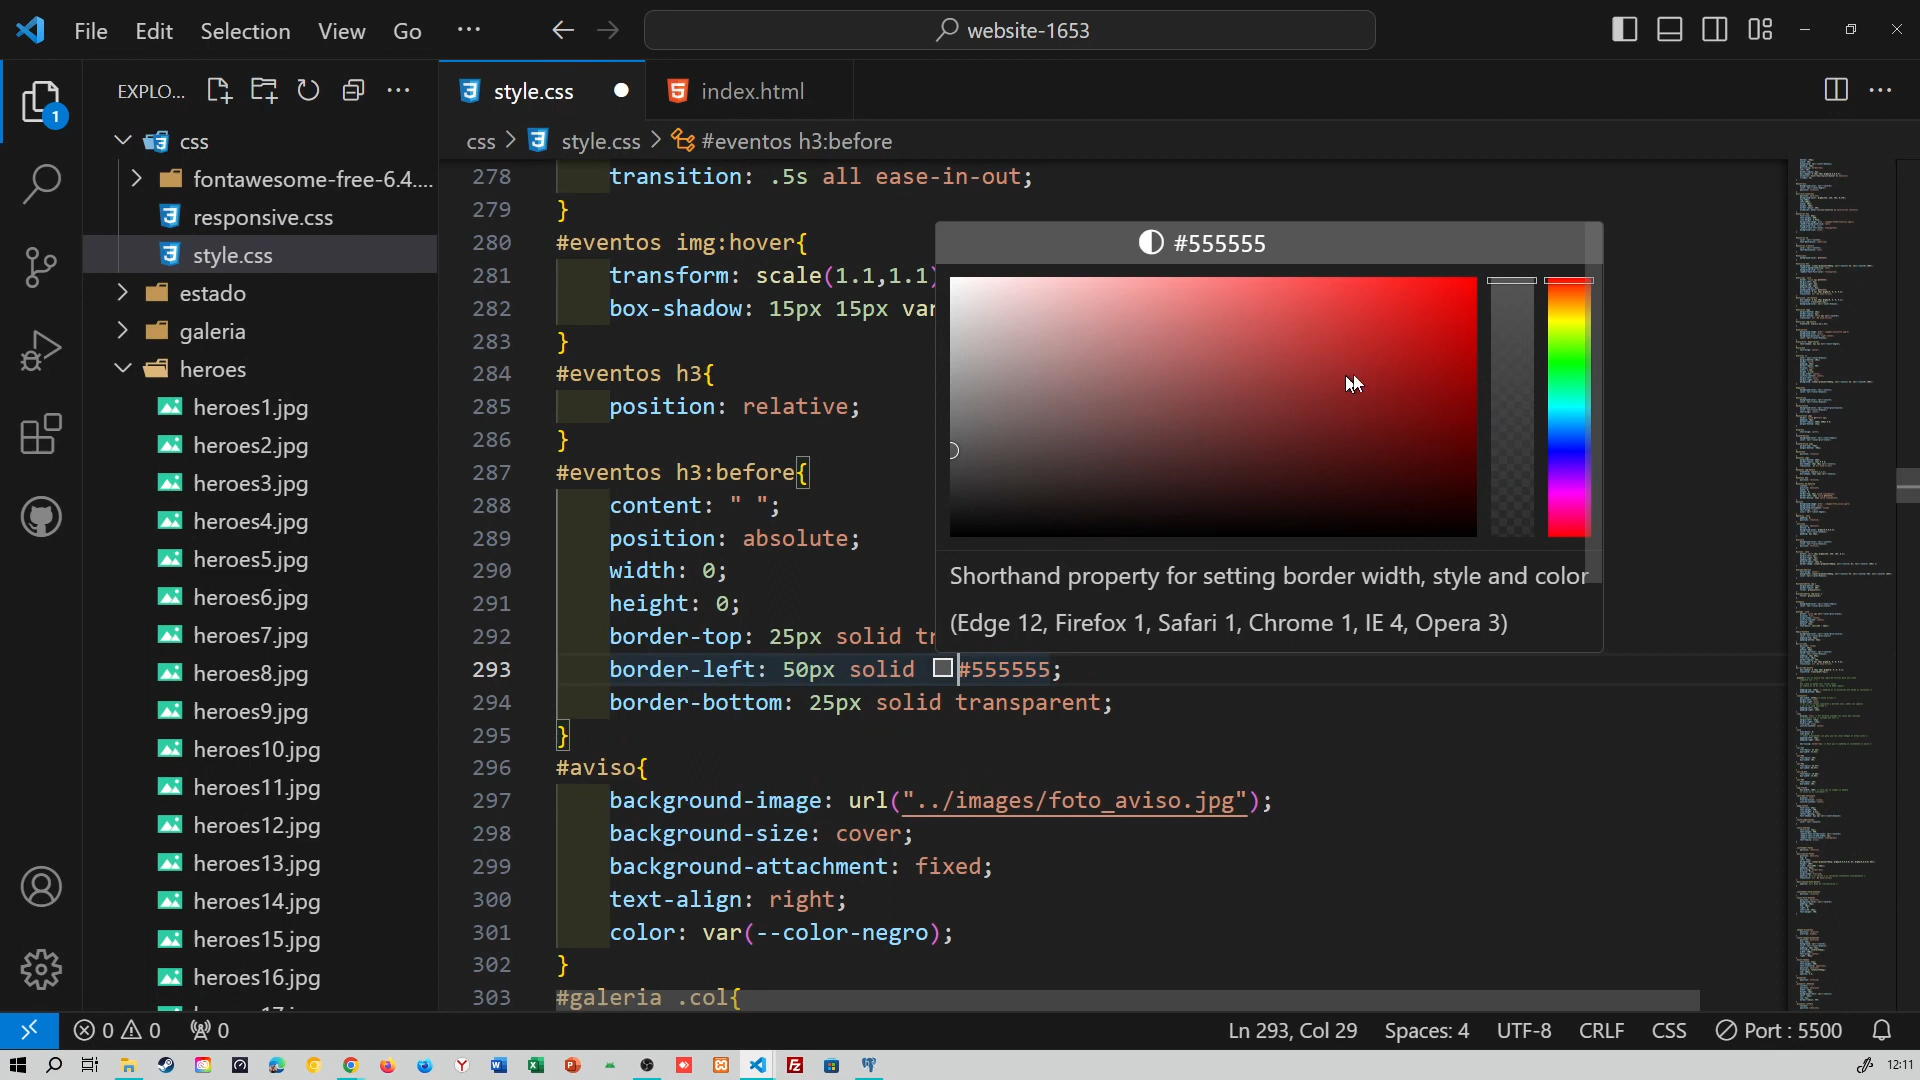 File Edit Selection View Go ··· website-1653
EXPLO...
1
css
fontawesome-free-6.4....
responsive.css
style.css
estado
galeria
heroes
heroes1.jpg
heroes2.jpg
heroes3.jpg
heroes4.jpg
heroes5.jpg
heroes6.jpg
heroes7.jpg
heroes8.jpg
heroes9.jpg
heroes10.jpg
heroes11.jpg
heroes12.jpg
heroes13.jpg
heroes14.jpg
heroes15.jpg
heroes16.jpg
style.css index.html
css > style.css > #eventos h3:before
278 transition: .5s all ease-in-out;
279 }
280 #eventos img:hover{
281 transform: scale(1.1,1.1)
282 box-shadow: 15px 15px var
283 }
284 #eventos h3{
285 position: relative;
286 }
287 #eventos h3:before{
288 content: " ";
289 position: absolute;
290 width: 0;
291 height: 0;
292 border-top: 25px solid tr
293 border-left: 50px solid #555555;
294 border-bottom: 25px solid transparent;
295 }
296 #aviso{
297 background-image: url("../images/foto_aviso.jpg");
298 background-size: cover;
299 background-attachment: fixed;
300 text-align: right;
301 color: var(--color-negro);
302 }
303 #galeria .col{
#555555
Shorthand property for setting border width, style and color
(Edge 12, Firefox 1, Safari 1, Chrome 1, IE 4, Opera 3)
0 0 0 Ln 293, Col 29 Spaces: 4 UTF-8 CRLF CSS Port : 5500
12:11